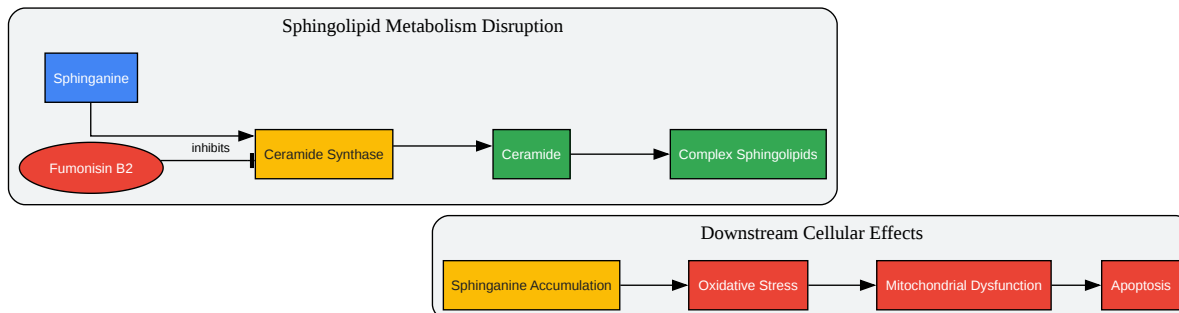 Sphingolipid Metabolism Disruption
Sphinganine
inhibits
Fumonisin B2
Ceramide Synthase
Ceramide
Complex Sphingolipids
Downstream Cellular Effects
Sphinganine Accumulation
Oxidative Stress
Mitochondrial Dysfunction
Apoptosis